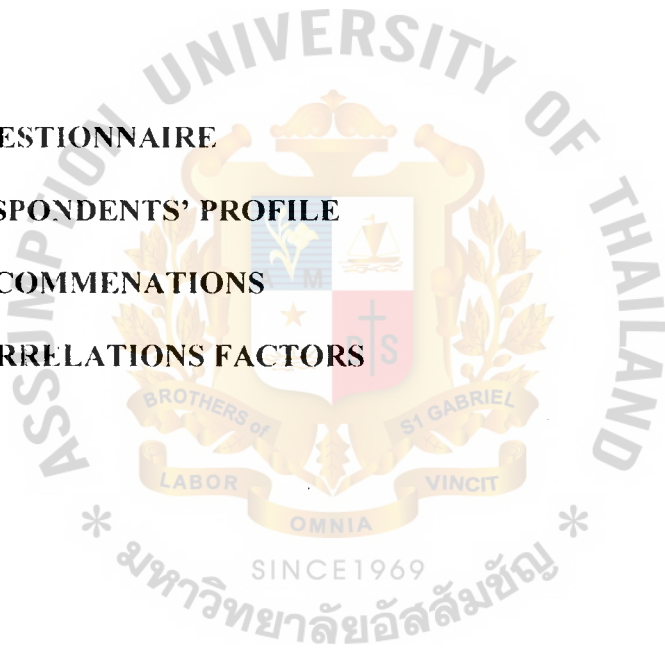 ESTIONNAIRE
SPONDENTS' PROFILE
COMMENATIONS
RRELATIONS FACTORS
ASSUMPTION UNIVERSITY OF THAILAND
A M
D S
BROTHERS of
ST GABRIEL
LABOR
OMNIA
VINCIT
SINCE1969
* มหาวิทยาลัยอัสสัมชัญ *